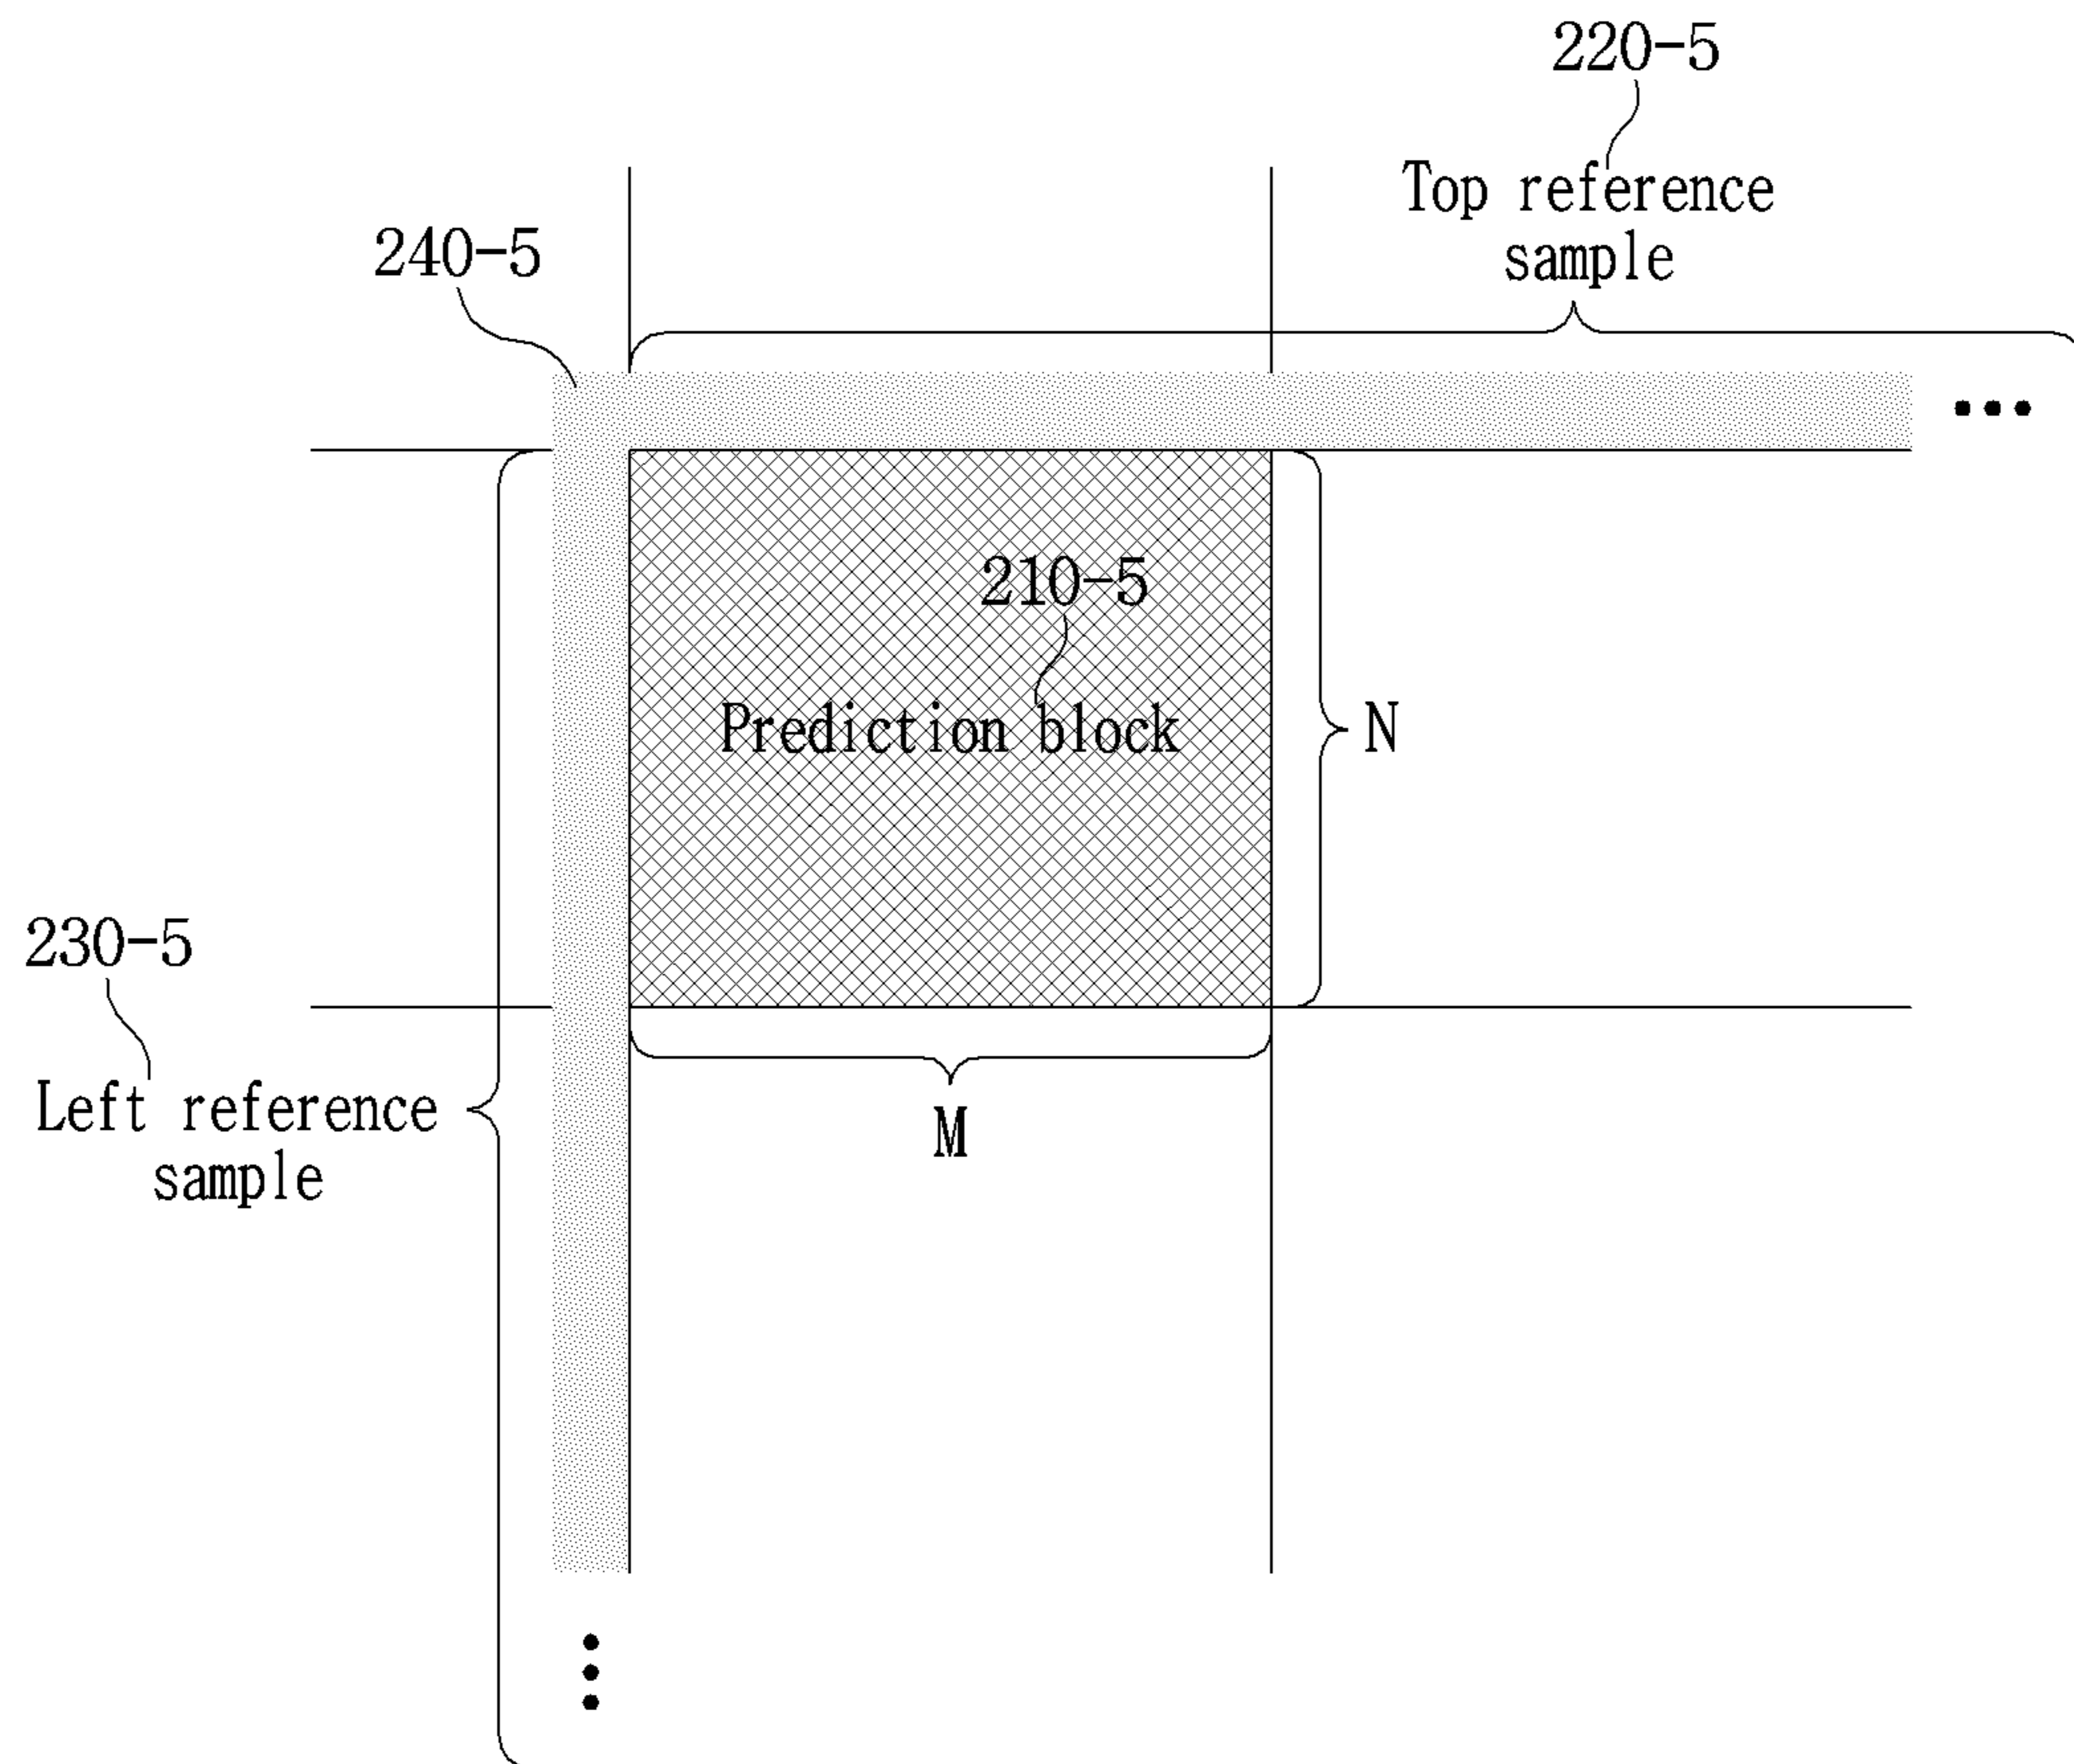 220-5
Top reference
sample
240-5
210-5
Prediction block
N
230-5
Left reference
sample
M